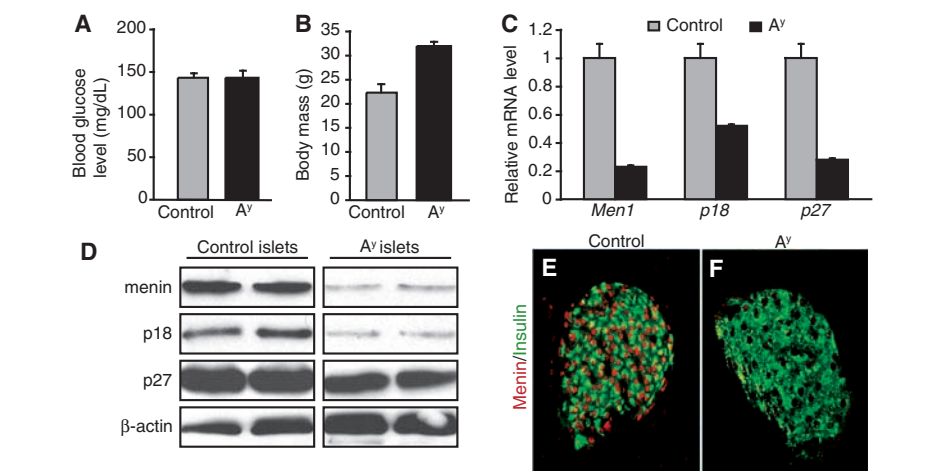 A
Blood glucose
level (mg/dL)
200
150
100
50
0
Control
Aʸ
B
Body mass (g)
35
30
25
20
15
10
5
0
Control
Aʸ
C
Control
Aʸ
Relative mRNA level
1.2
1
0.8
0.6
0.4
0.2
0
Men1
p18
p27
D
Control islets
Aʸ islets
menin
p18
p27
β-actin
Control
Aʸ
E
F
Menin/Insulin